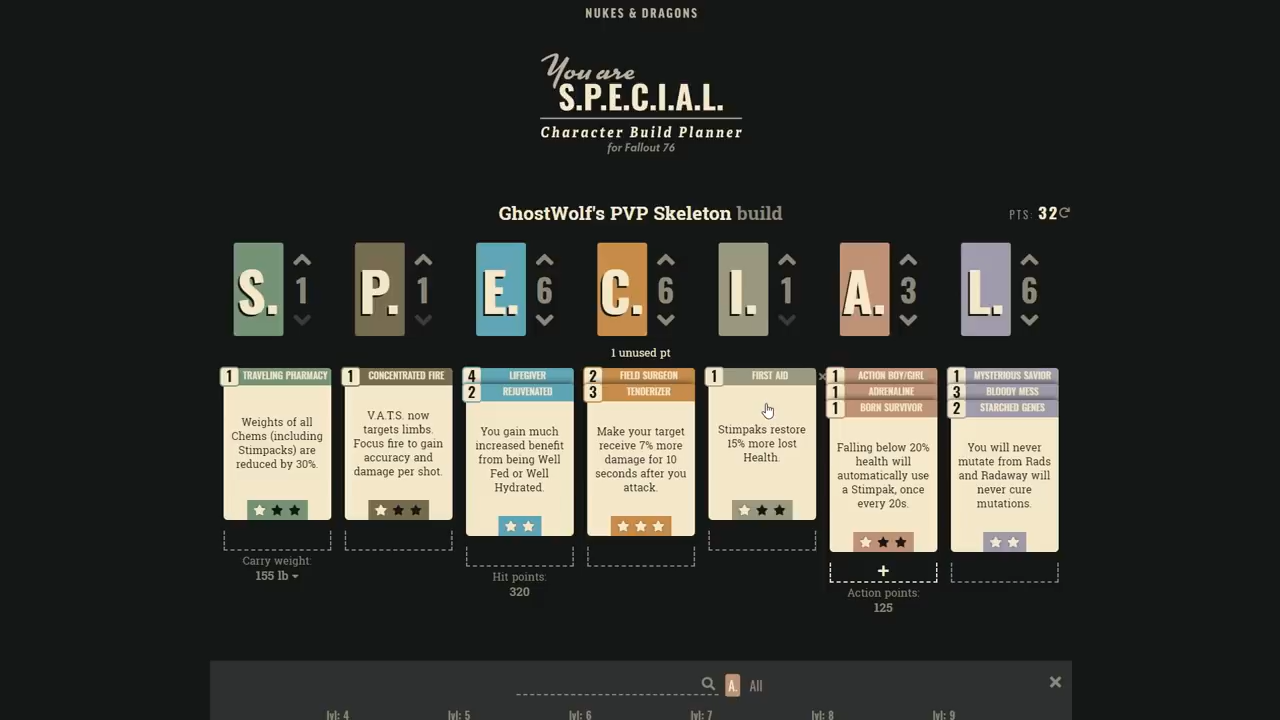 NUKES & DRAGONS
You are
S.P.E.C.I.A.L.
Character Build Planner
for Fallout 76
GhostWolf's PVP Skeleton build
PTS: 32
S. 1
P. 1
E. 6
C. 6
I. 1
A. 3
L. 6
1 unused pt
1 TRAVELING PHARMACY
Weights of all
Chems (including
Stimpacks) are
reduced by 30%.
Carry weight:
155 lb
1 CONCENTRATED FIRE
V.A.T.S. now
targets limbs.
Focus fire to gain
accuracy and
damage per shot.
4 LIFEGIVER
2 REJUVENATED
You gain much
increased benefit
from being Well
Fed or Well
Hydrated.
Hit points:
320
2 FIELD SURGEON
3 TENDERIZER
Make your target
receive 7% more
damage for 10
seconds after you
attack.
1 FIRST AID
Stimpaks restore
15% more lost
Health.
1 ACTION BOY/GIRL
1 ADRENALINE
1 BORN SURVIVOR
Falling below 20%
health will
automatically use
a Stimpak, once
every 20s.
+
Action points:
125
1 MYSTERIOUS SAVIOR
3 BLOODY MESS
2 STARCHED GENES
You will never
mutate from Rads
and Radaway will
never cure
mutations.
A. All
lvl: 4 lvl: 5 lvl: 6 lvl: 7 lvl: 8 lvl: 9